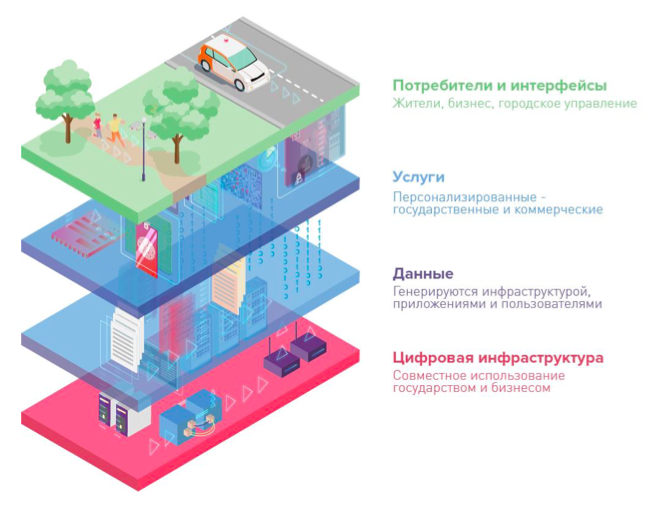 Потребители и интерфейсы
Жители, бизнес, городское управление
Услуги
Персонализированные -
государственные и коммерческие
Данные
Генерируются инфраструктурой,
приложениями и пользователями
Цифровая инфраструктура
Совместное использование
государством и бизнесом